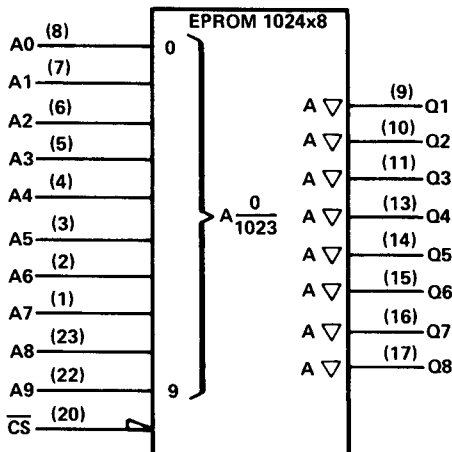 EPROM 1024x8
A0 (8) 0
A1 (7)
A2 (6)
A3 (5)
A4 (4)
A5 (3)
A6 (2)
A7 (1)
A8 (23)
A9 (22) 9
CS (20)
A 0
1023
A (9) Q1
A (10) Q2
A (11) Q3
A (13) Q4
A (14) Q5
A (15) Q6
A (16) Q7
A (17) Q8